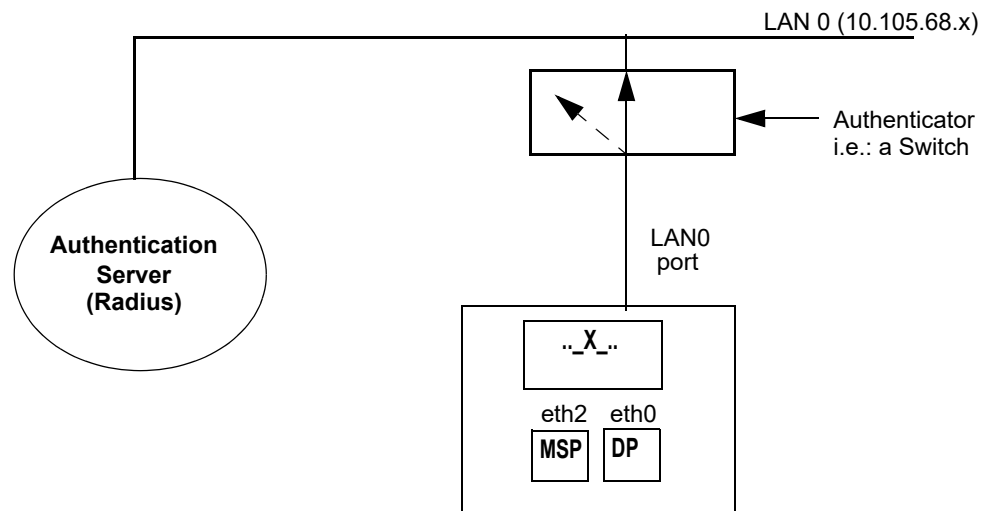 LAN 0 (10.105.68.x)
Authenticator
i.e.: a Switch
Authentication
Server
(Radius)
LAN0
port
.._X_..
eth2 eth0
MSP DP